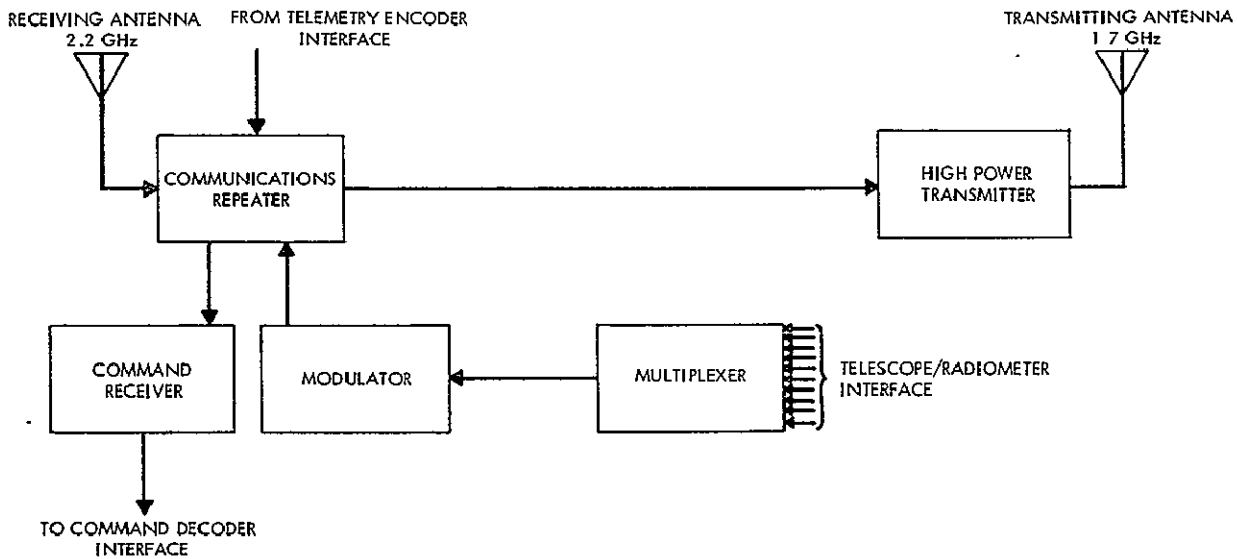 RECEIVING ANTENNA
2.2 GHz
FROM TELEMETRY ENCODER
INTERFACE
TRANSMITTING ANTENNA
1 7 GHz
COMMUNICATIONS
REPEATER
HIGH POWER
TRANSMITTER
COMMAND
RECEIVER
MODULATOR
MULTIPLEXER
TELESCOPE/RADIOMETER
INTERFACE
TO COMMAND DECODER
INTERFACE